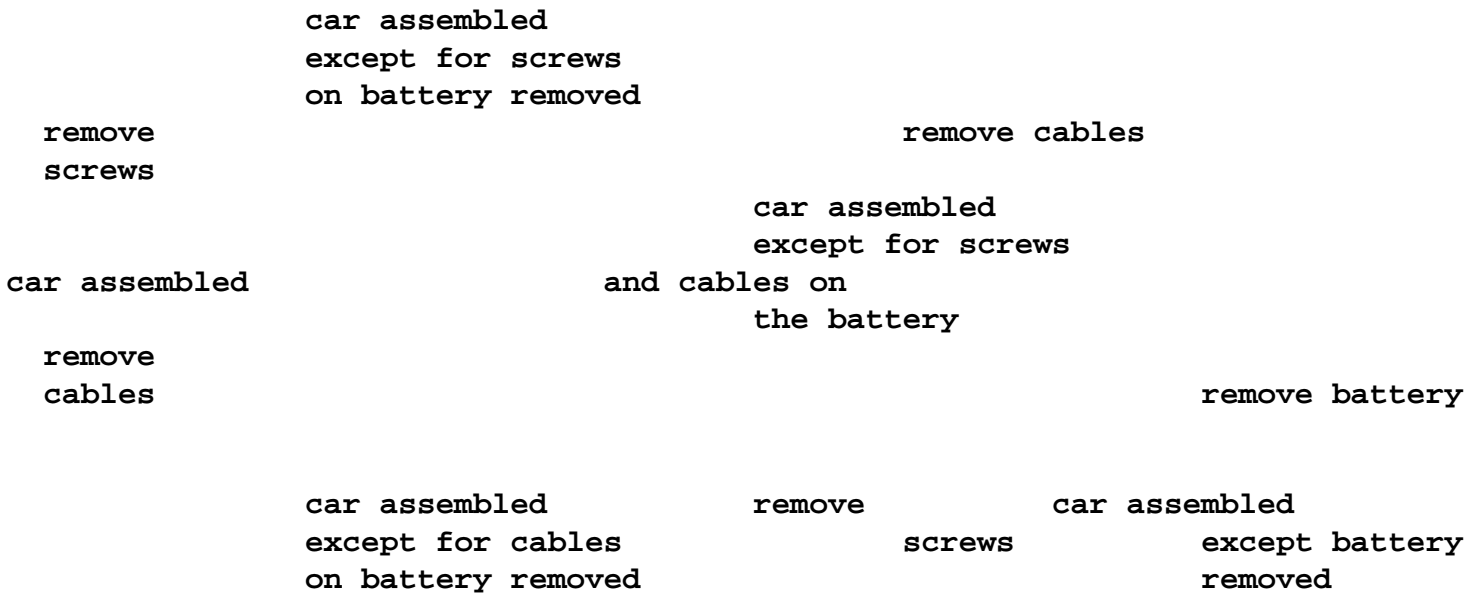 car assembled
except for screws
on battery removed
remove remove cables
screws
car assembled
except for screws
car assembled and cables on
the battery
remove
cables remove battery
car assembled remove car assembled
except for cables screws except battery
on battery removed removed